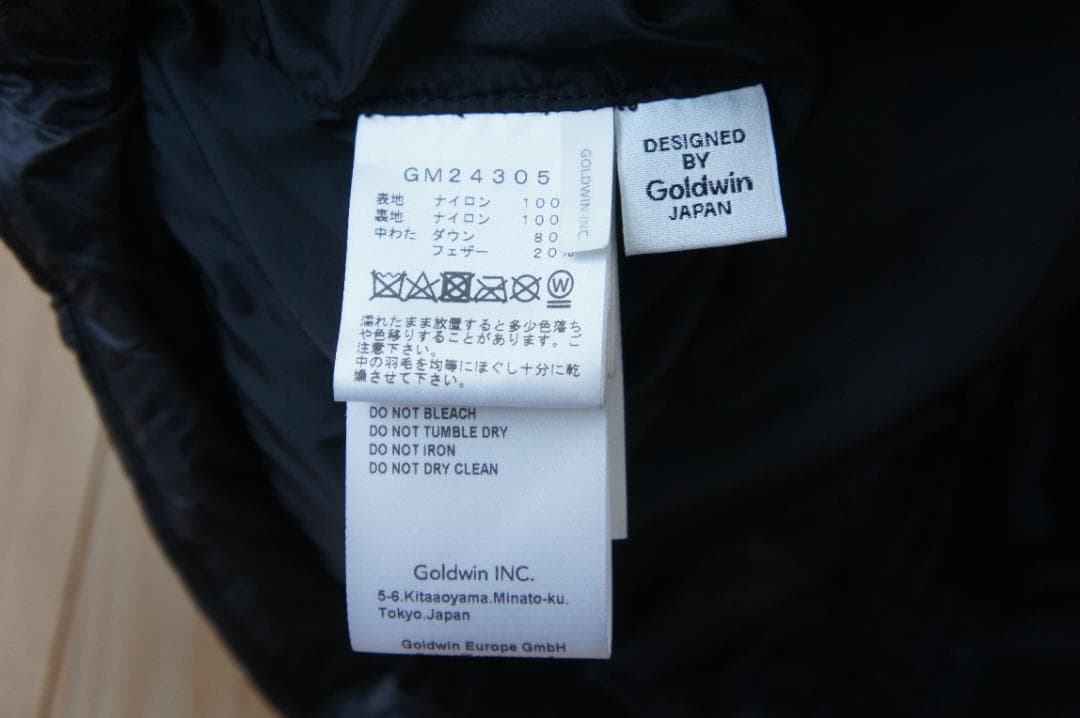 GM24305
表地 ナイロン 100
裏地 ナイロン 100
中わた ダウン 80
フェザー 20%
GOLDWIN INC.
W
濡れたまま放置すると多少色落ち
や色移りすることがあります。ご
注意下さい。
中の羽毛を均等にほぐし十分に乾
燥させて下さい。
DO NOT BLEACH
DO NOT TUMBLE DRY
DO NOT IRON
DO NOT DRY CLEAN
Goldwin INC.
5-6.Kitaaoyama.Minato-ku.
Tokyo.Japan
Goldwin Europe GmbH
DESIGNED
BY
Goldwin
JAPAN